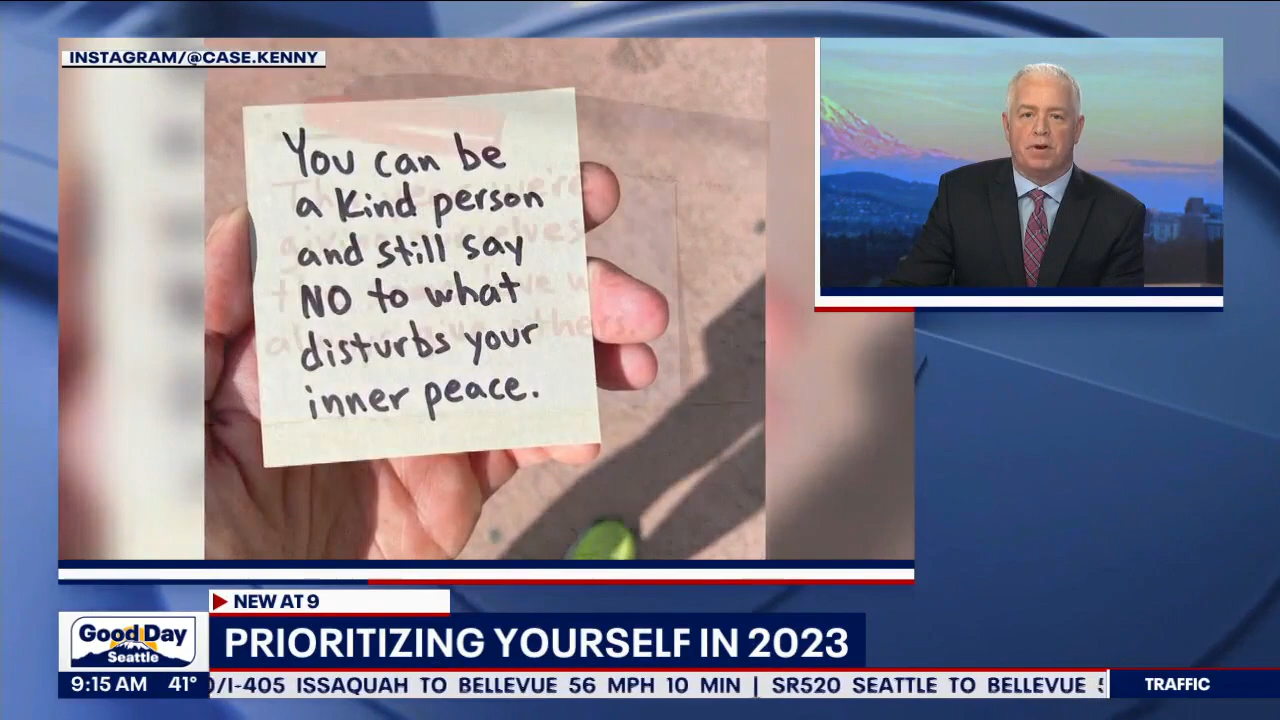 INSTAGRAM/@CASE.KENNY
You can be
a Kind person
and still say
NO to what
disturbs your
inner peace.
NEW AT 9
PRIORITIZING YOURSELF IN 2023
Good Day
Seattle
9:15 AM 41°
/I-405 ISSAQUAH TO BELLEVUE 56 MPH 10 MIN | SR520 SEATTLE TO BELLEVUE
TRAFFIC